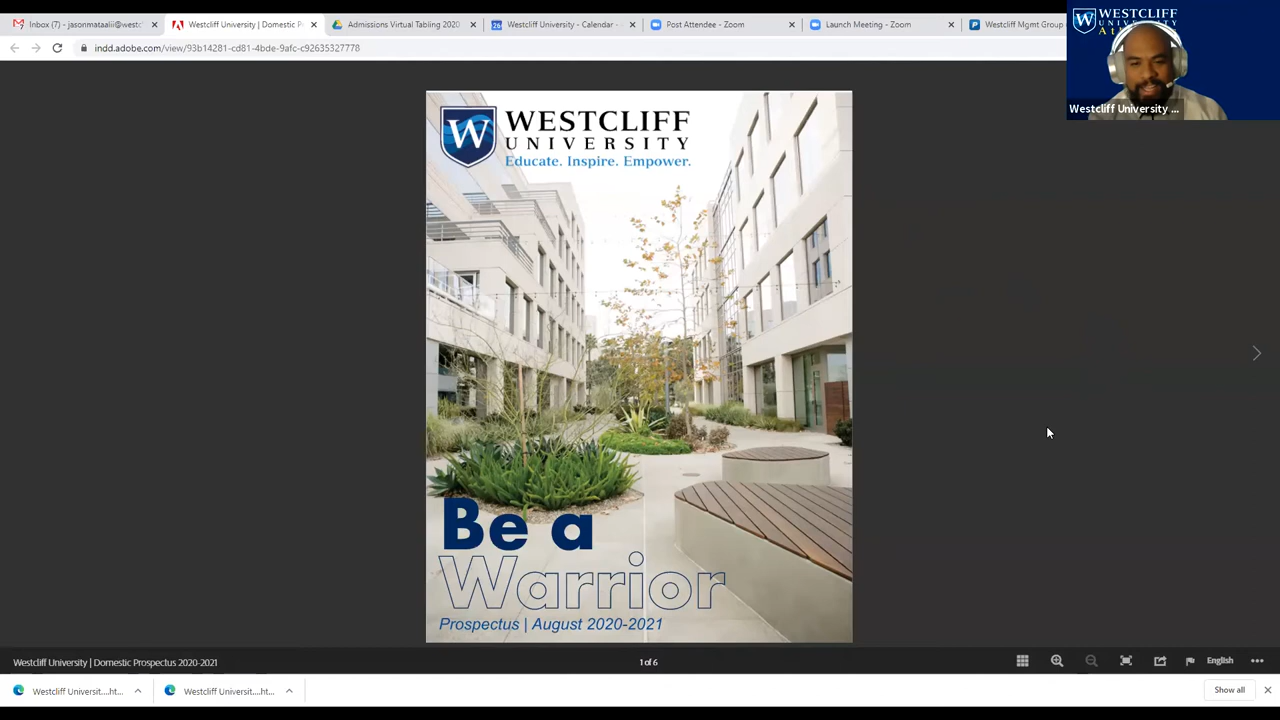 Inbox (7) - jasonmataaiii@westc
Westcliff University | Domestic P
Admissions Virtual Tabling 2020
Westcliff University - Calendar -
Post Attendee - Zoom
Launch Meeting - Zoom
Westcliff Mgmt Group
indd.adobe.com/view/93b14281-cd81-4bde-9afc-c92635327778
WESTCLIFF
UNIVERSITY
At
Westcliff University ...
W
WESTCLIFF
UNIVERSITY
Educate. Inspire. Empower.
Be a
Warrior
Prospectus | August 2020-2021
Westcliff University | Domestic Prospectus 2020-2021
1 of 6
English
Westcliff Universit....ht...
Westcliff Universit....ht...
Show all